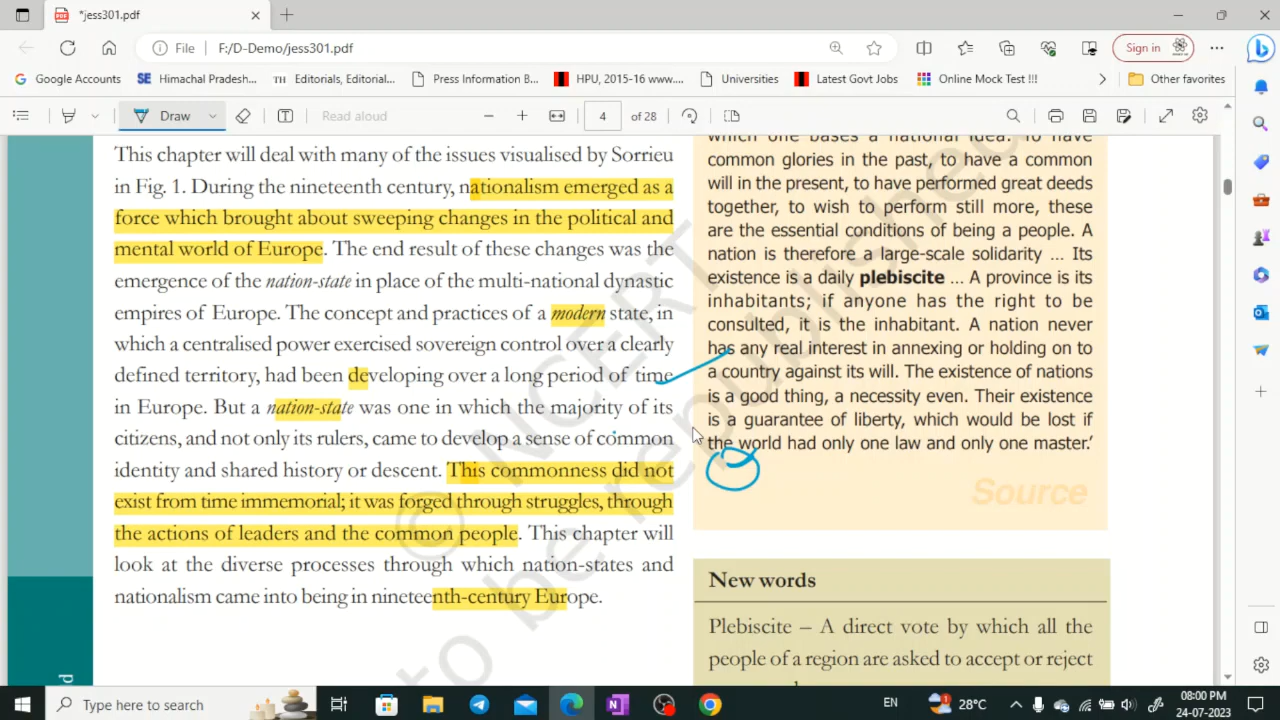 *jess301.pdf
File
F:/D-Demo/jess301.pdf
Sign in
Google Accounts
SE Himachal Pradesh...
TH Editorials, Editorial...
Press Information B...
HPU, 2015-16 www....
Universities
Latest Govt Jobs
Online Mock Test !!!
Other favorites
Draw
Read aloud
4
of 28
This chapter will deal with many of the issues visualised by Sorrieu
in Fig. 1. During the nineteenth century, nationalism emerged as a
force which brought about sweeping changes in the political and
mental world of Europe. The end result of these changes was the
emergence of the nation-state in place of the multi-national dynastic
empires of Europe. The concept and practices of a modern state, in
which a centralised power exercised sovereign control over a clearly
defined territory, had been developing over a long period of time
in Europe. But a nation-state was one in which the majority of its
citizens, and not only its rulers, came to develop a sense of common
identity and shared history or descent. This commonness did not
exist from time immemorial; it was forged through struggles, through
the actions of leaders and the common people. This chapter will
look at the diverse processes through which nation-states and
nationalism came into being in nineteenth-century Europe.
which one bases a national idea. To have
common glories in the past, to have a common
will in the present, to have performed great deeds
together, to wish to perform still more, these
are the essential conditions of being a people. A
nation is therefore a large-scale solidarity ... Its
existence is a daily plebiscite ... A province is its
inhabitants; if anyone has the right to be
consulted, it is the inhabitant. A nation never
has any real interest in annexing or holding on to
a country against its will. The existence of nations
is a good thing, a necessity even. Their existence
is a guarantee of liberty, which would be lost if
the world had only one law and only one master.'
Source
New words
Plebiscite – A direct vote by which all the
people of a region are asked to accept or reject
© NCERT
to be republished
Type here to search
EN
28°C
08:00 PM
24-07-2023